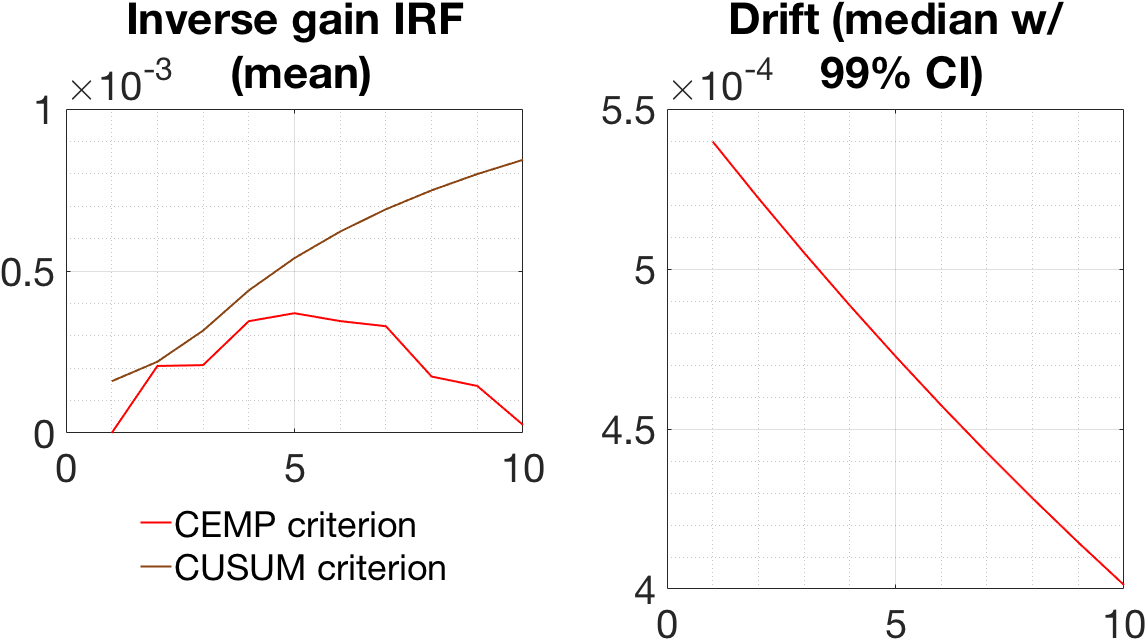 Inverse gain IRF
(mean)
×10-3
1
0.5
0
0
5
10
CEMP criterion
CUSUM criterion
Drift (median w/
99% CI)
×10-4
5.5
5
4.5
4
0
5
10